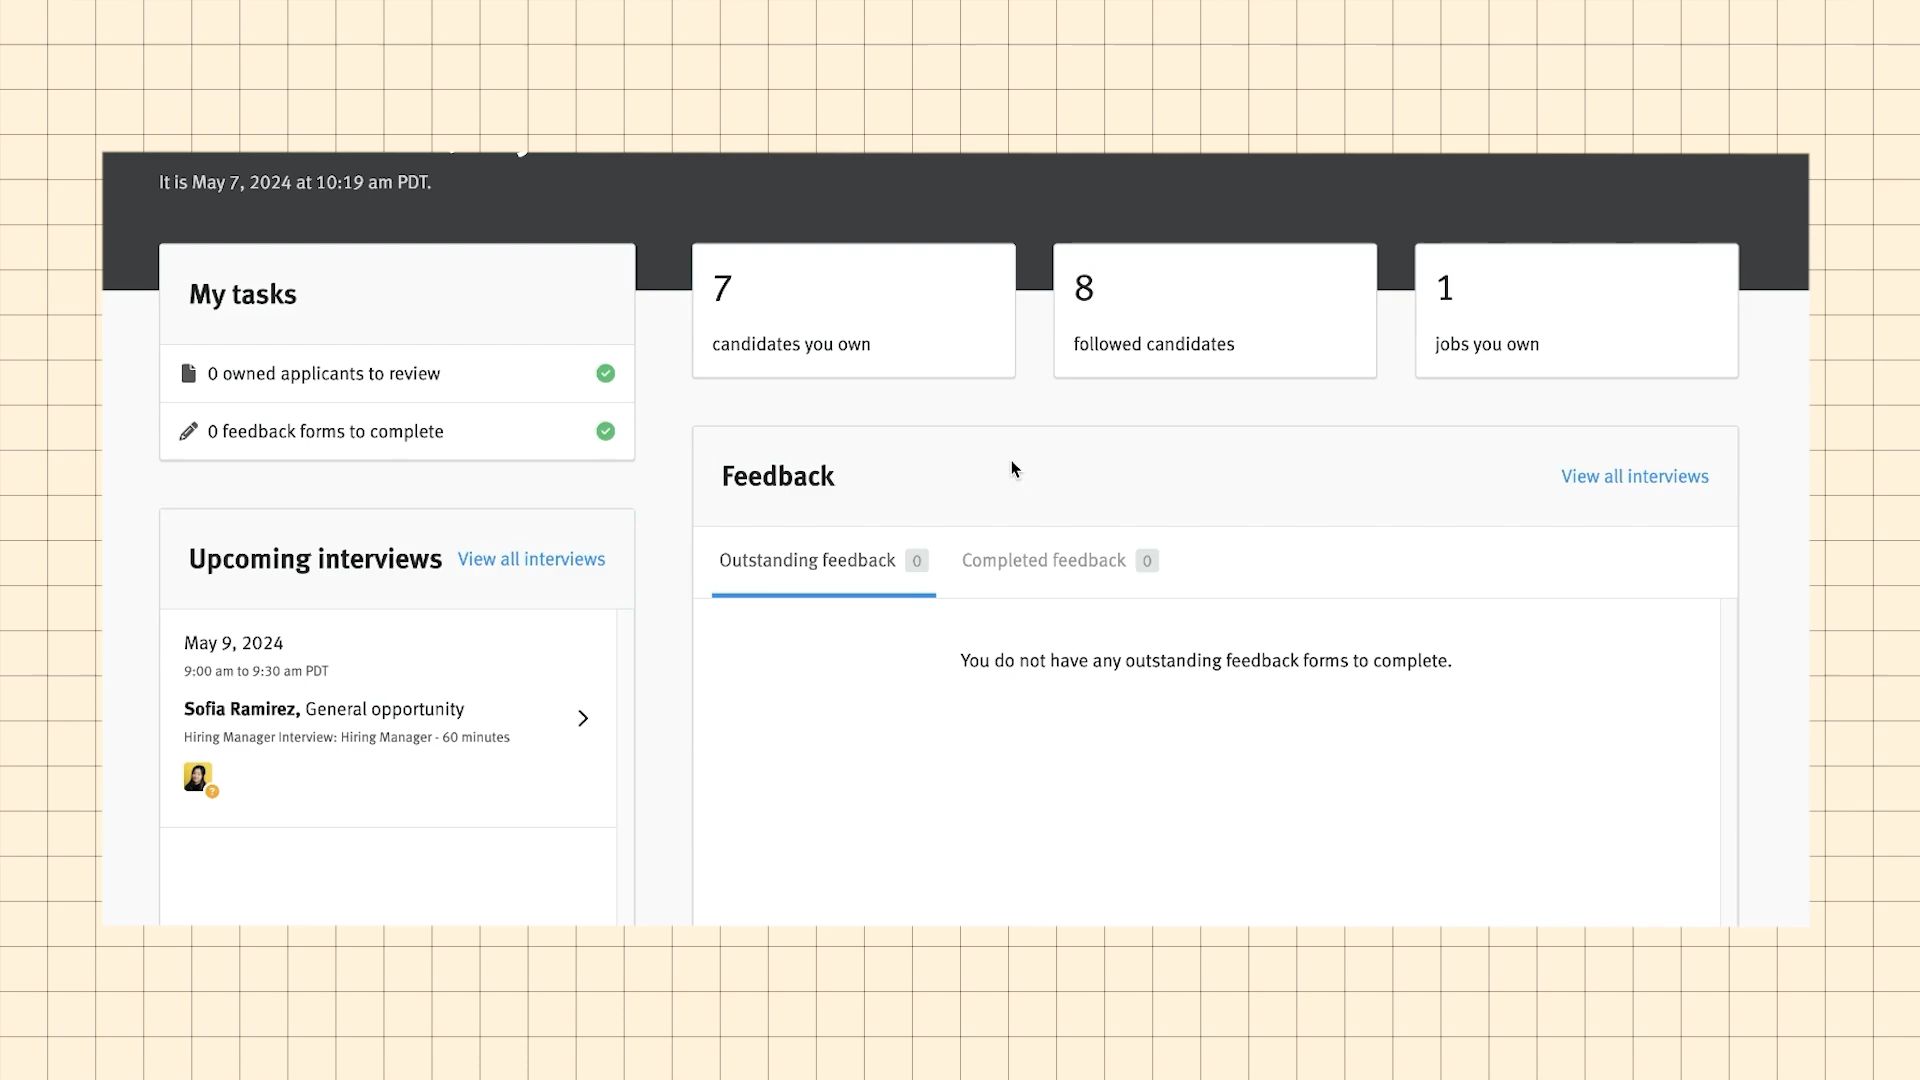 It is May 7, 2024 at 10:19 am PDT.
My tasks
0 owned applicants to review
0 feedback forms to complete
7
candidates you own
8
followed candidates
1
jobs you own
Upcoming interviews View all interviews
May 9, 2024
9:00 am to 9:30 am PDT
Sofia Ramirez, General opportunity
Hiring Manager Interview: Hiring Manager - 60 minutes
?
Feedback
View all interviews
Outstanding feedback 0
Completed feedback 0
You do not have any outstanding feedback forms to complete.